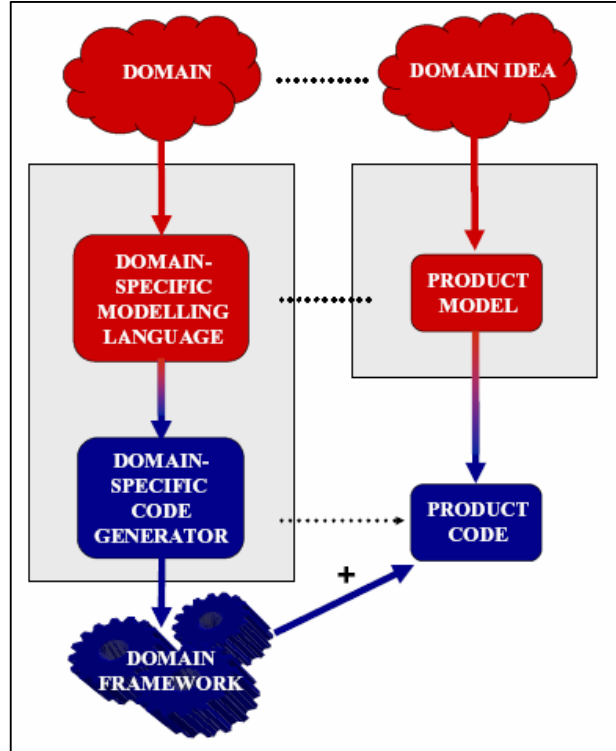 DOMAIN
DOMAIN IDEA
DOMAIN-
SPECIFIC
MODELLING
LANGUAGE
PRODUCT
MODEL
DOMAIN-
SPECIFIC
CODE
GENERATOR
PRODUCT
CODE
+
DOMAIN
FRAMEWORK